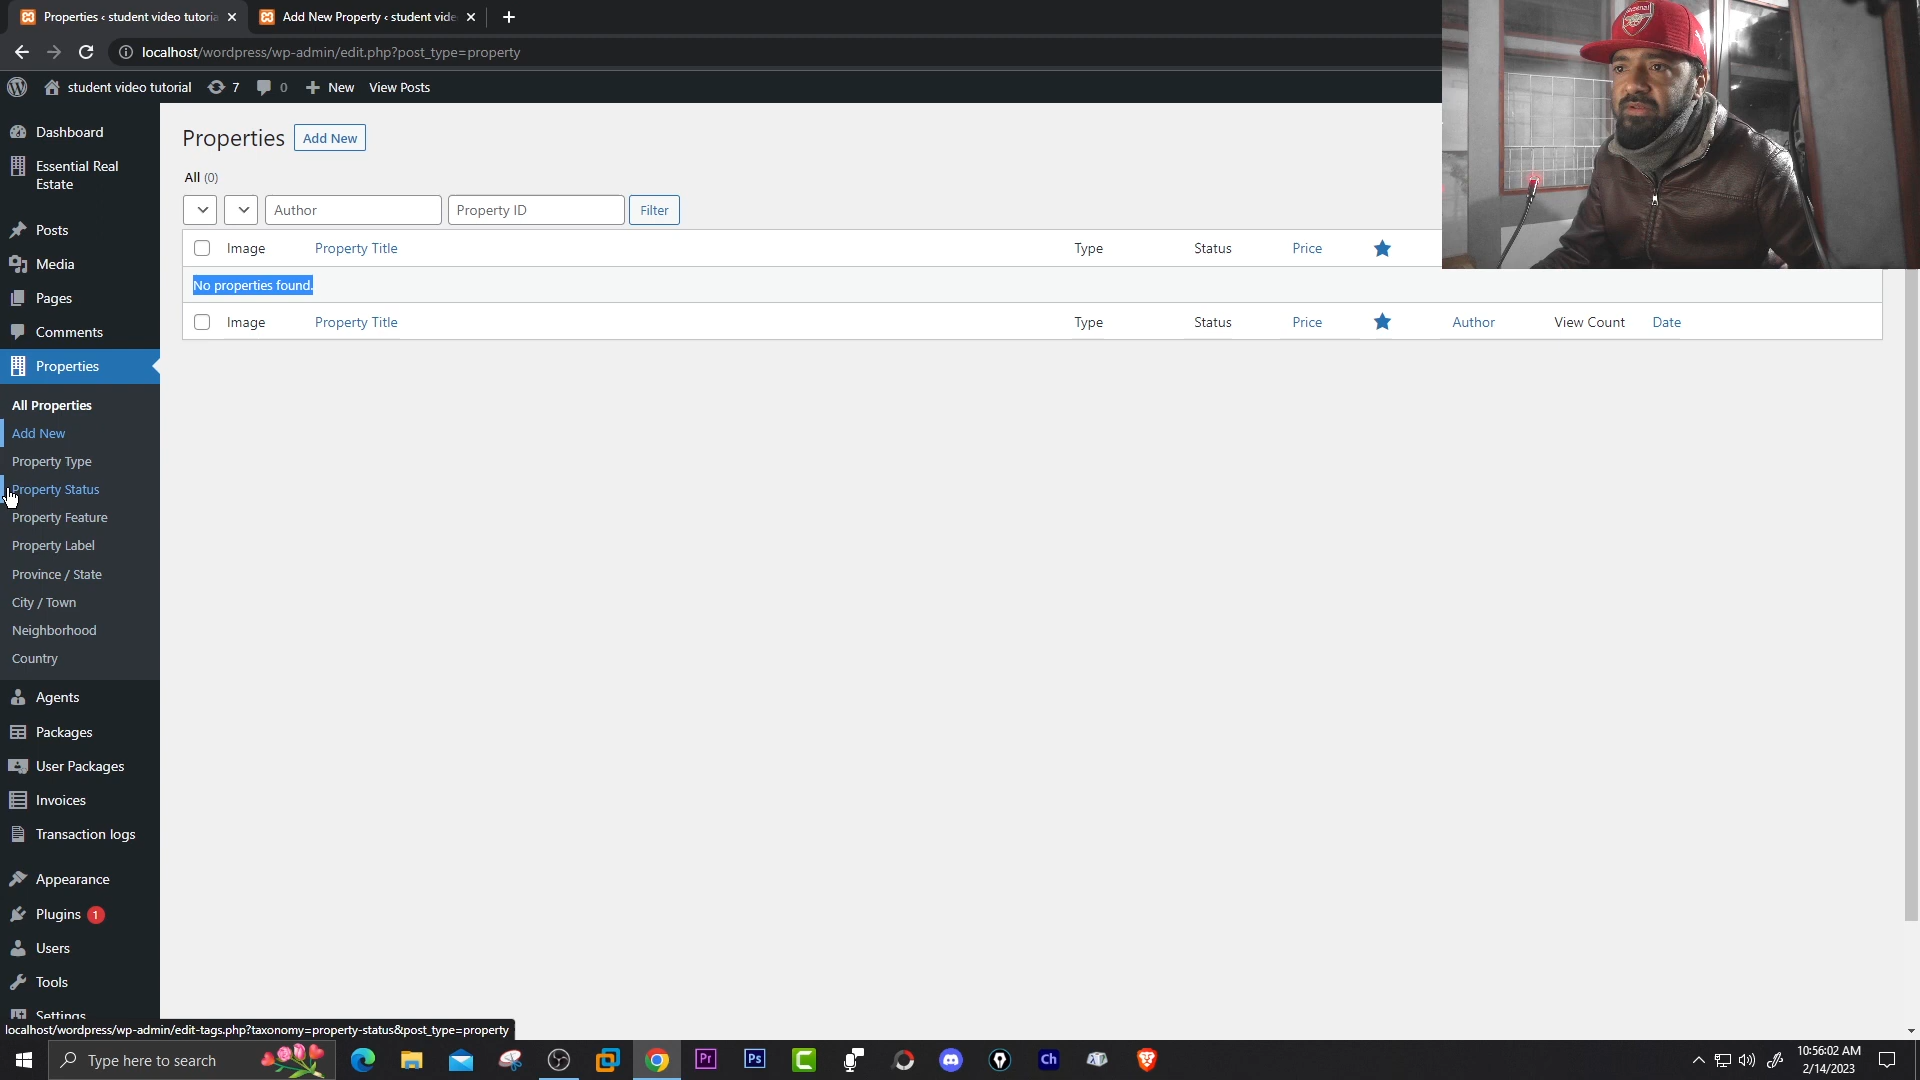 Properties ‹ student video tutoria
Add New Property ‹ student vide
localhost/wordpress/wp-admin/edit.php?post_type=property
student video tutorial
7
0
New
View Posts
Dashboard
Essential Real
Estate
Posts
Media
Pages
Comments
Properties
All Properties
Add New
Property Type
Property Status
Property Feature
Property Label
Province / State
City / Town
Neighborhood
Country
Agents
Packages
User Packages
Invoices
Transaction logs
Appearance
Plugins 1
Users
Tools
Settings
Properties
Add New
All (0)
Author
Property ID
Filter
Image Property Title Type Status Price
No properties found.
Image Property Title Type Status Price Author View Count Date
Arsenal
localhost/wordpress/wp-admin/edit-tags.php?taxonomy=property-status&post_type=property
Type here to search
Pr
Ps
C
Ch
10:56:02 AM
2/14/2023